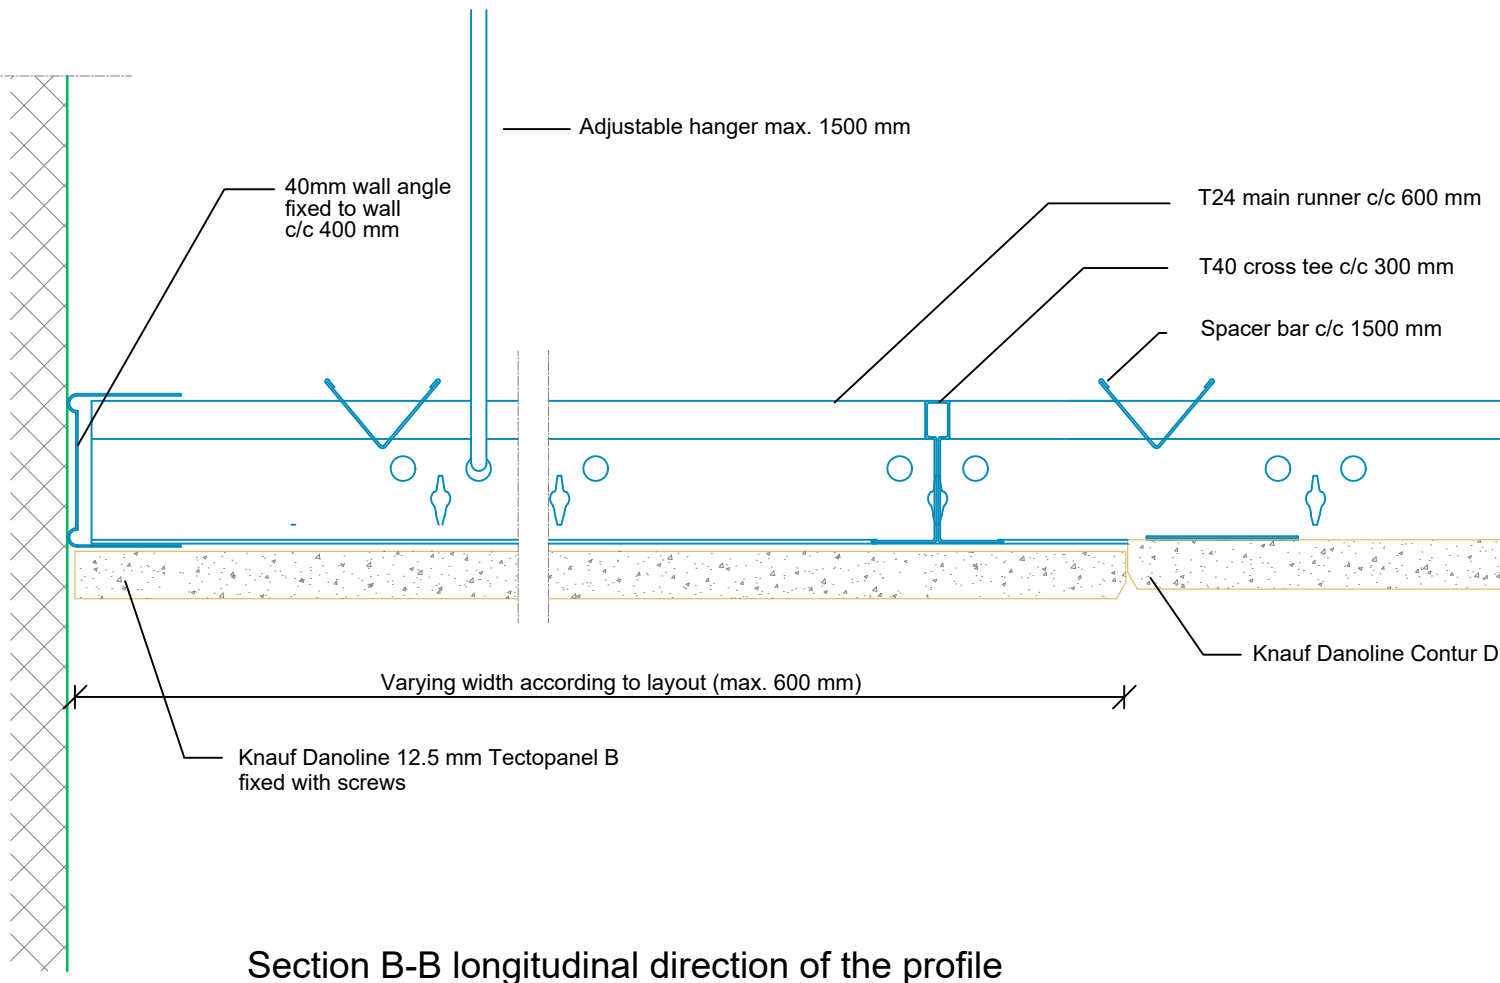 Adjustable hanger max. 1500 mm
40mm wall angle
fixed to wall
c/c 400 mm
T24 main runner c/c 600 mm
T40 cross tee c/c 300 mm
Spacer bar c/c 1500 mm
Knauf Danoline Contur D
Varying width according to layout (max. 600 mm)
Knauf Danoline 12.5 mm Tectopanel B
fixed with screws
Section B-B longitudinal direction of the profile